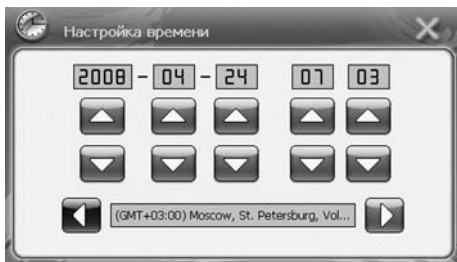 Настройка времени
2008 - 04 - 24 07 03
(GMT+03:00) Moscow, St. Petersburg, Vol...